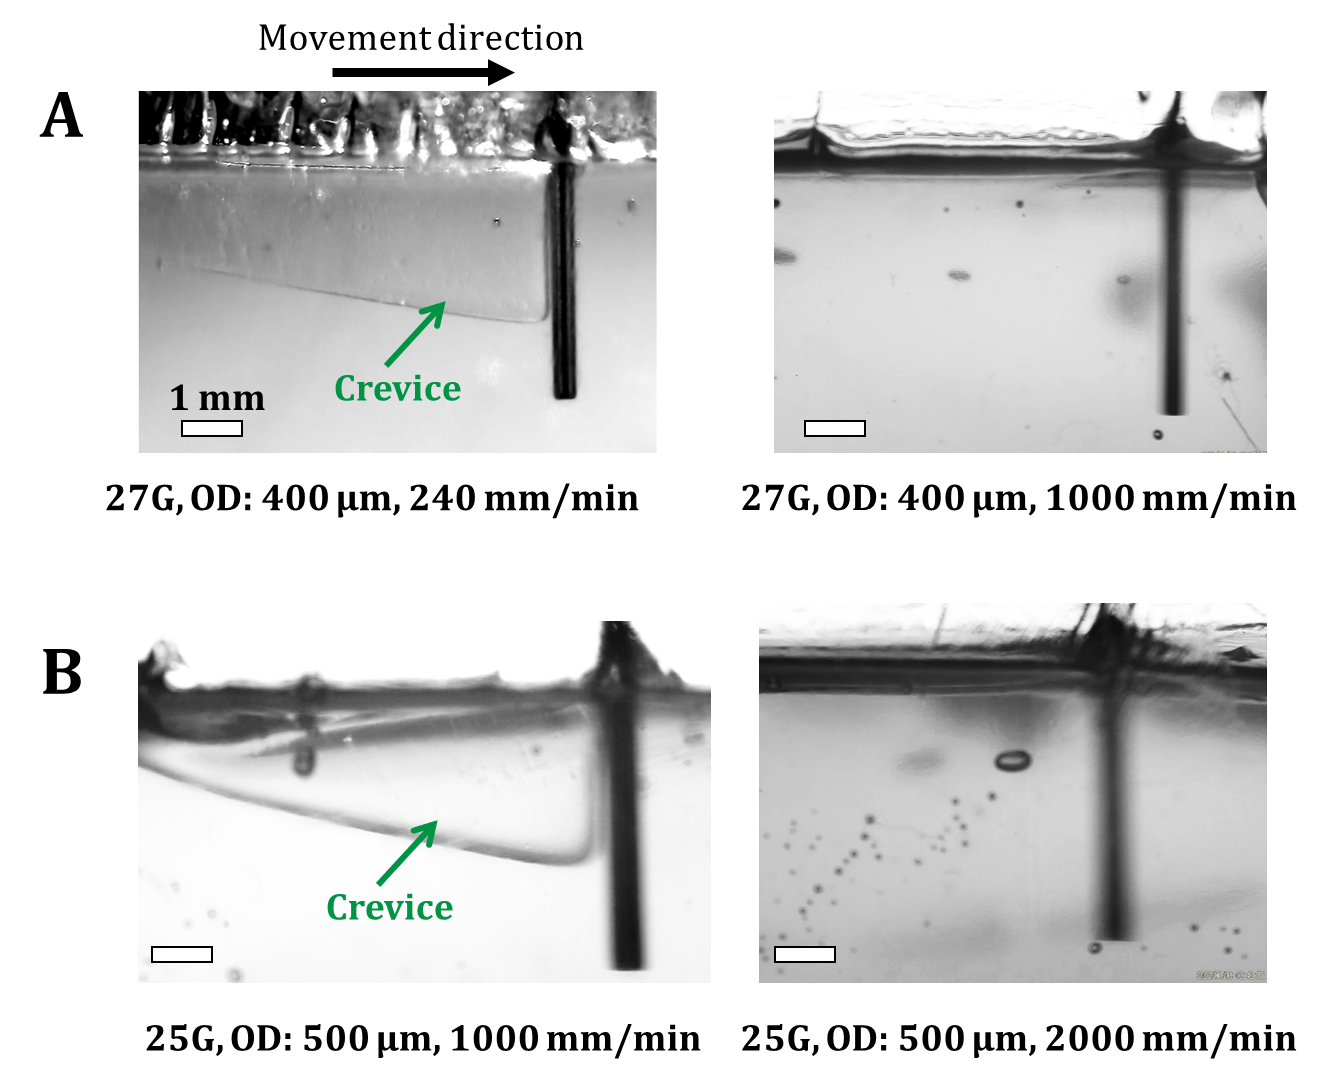 Movement direction
A
Crevice
1 mm
27G, OD: 400 μm, 240 mm/min
27G, OD: 400 μm, 1000 mm/min
B
Crevice
25G, OD: 500 μm, 1000 mm/min
25G, OD: 500 μm, 2000 mm/min